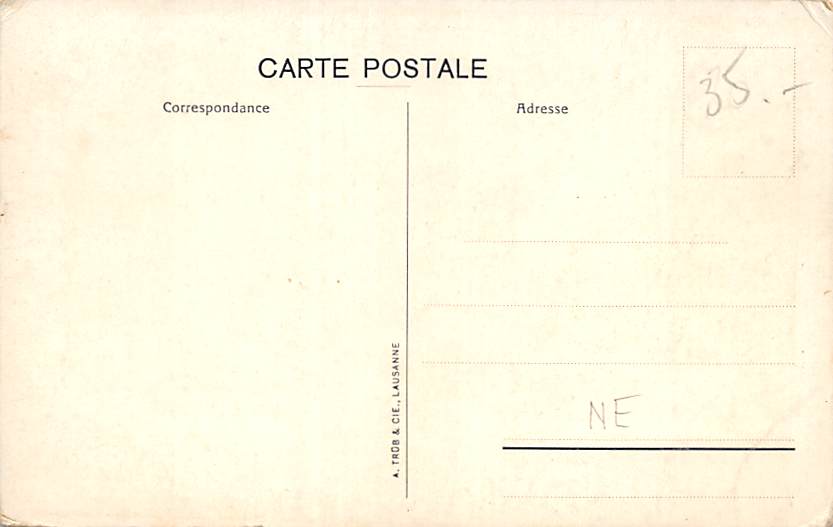 CARTE POSTALE
Correspondance
Adresse
35.-
A. TRÜB & CIE., LAUSANNE
NE